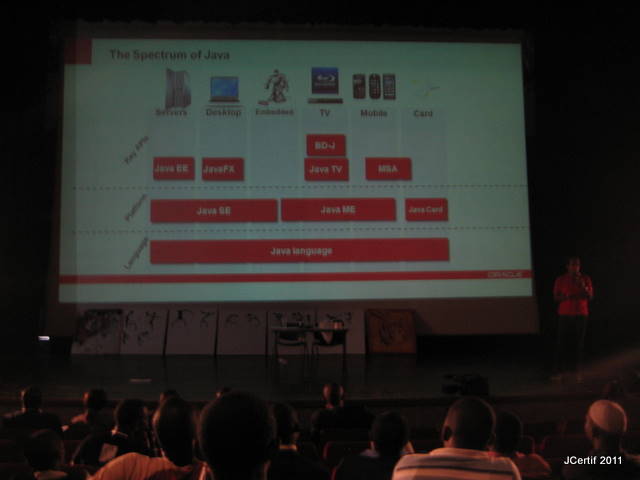 The Spectrum of Java
Servers Desktop Embedded TV Mobile Card
Key APIs
BD-J
Java EE JavaFX Java TV MSA
Platform
Java SE Java ME Java Card
Language
Java language
ORACLE
JCertif 2011